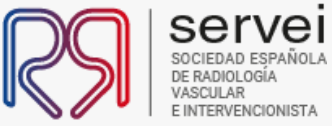 servei
SOCIEDAD ESPAÑOLA
DE RADIOLOGÍA
VASCULAR
E INTERVENCIONISTA